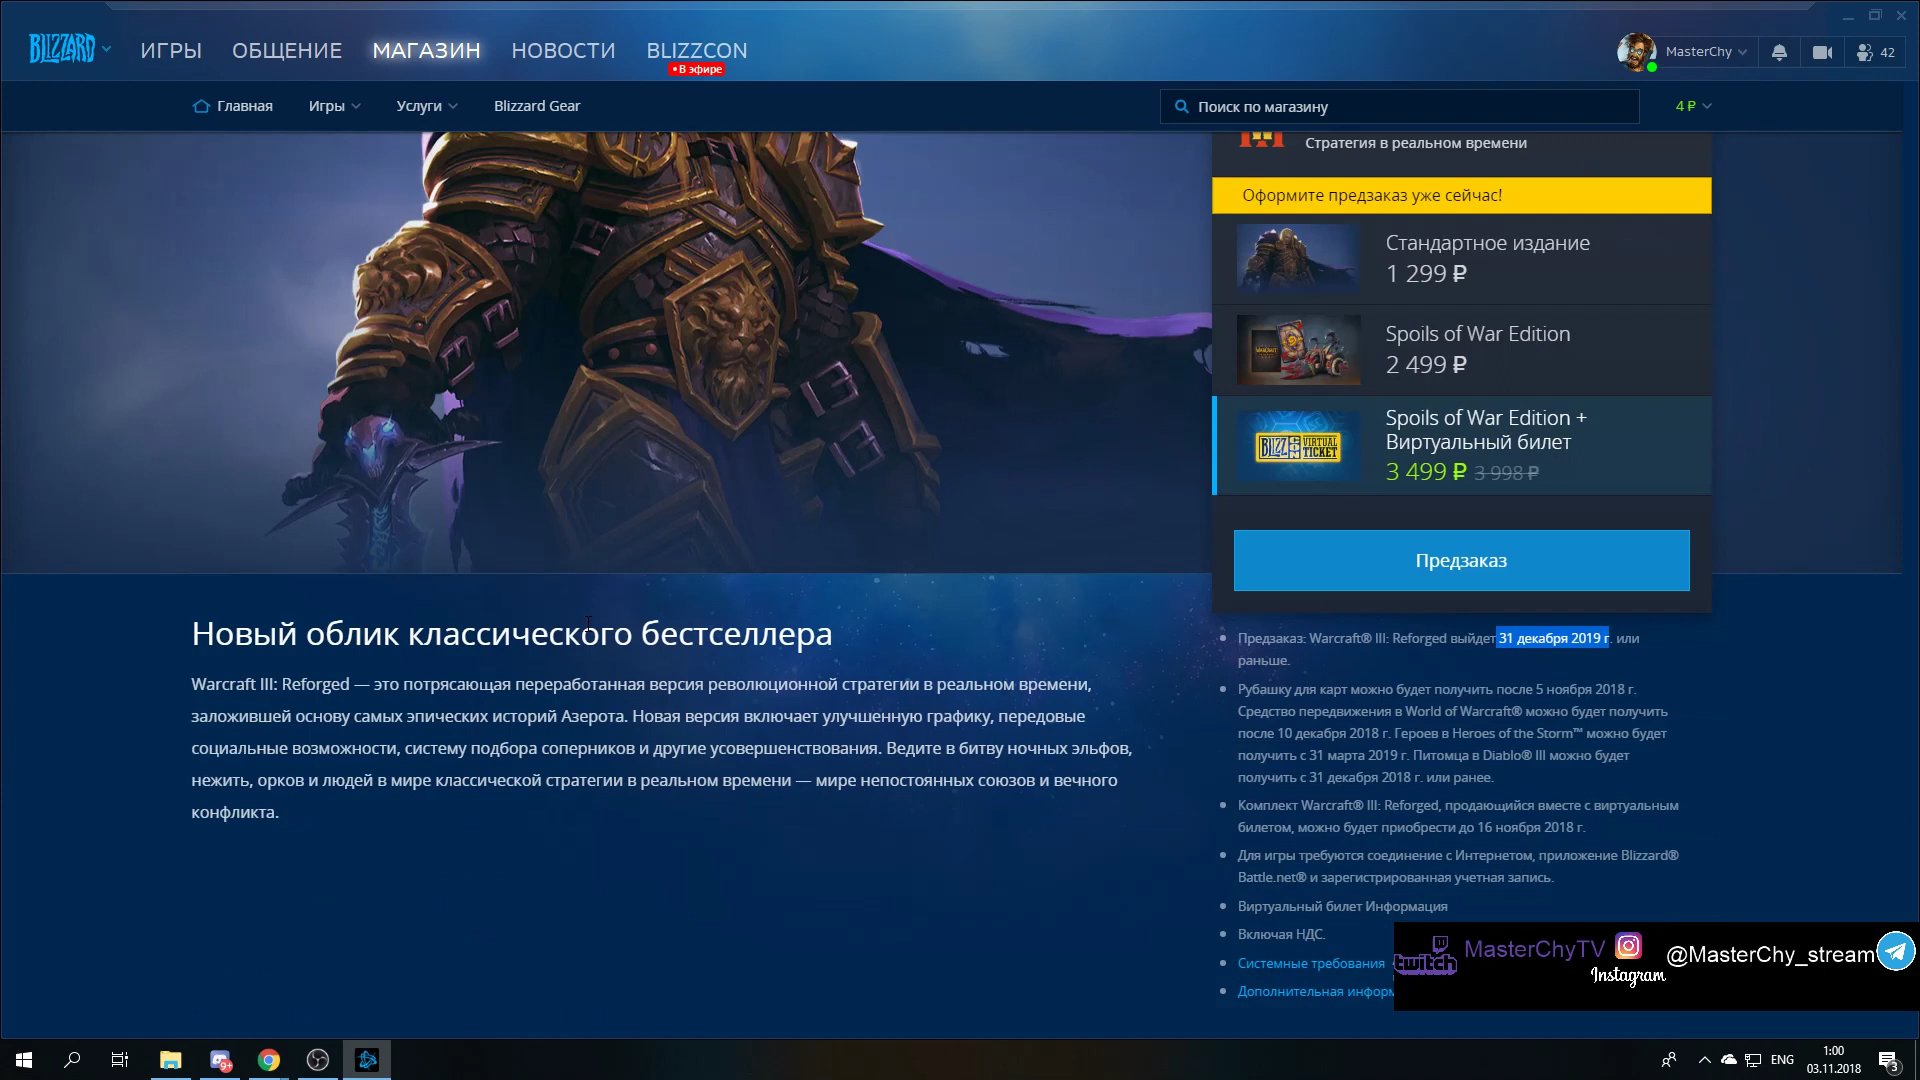 BLIZZARD
ИГРЫ
ОБЩЕНИЕ
МАГАЗИН
НОВОСТИ
BLIZZCON
• В эфире
MasterChy
42
Главная
Игры
Услуги
Blizzard Gear
Поиск по магазину
4 ₽
Стратегия в реальном времени
Оформите предзаказ уже сейчас!
Стандартное издание
1 299 ₽
Spoils of War Edition
2 499 ₽
BLIZZCON VIRTUAL TICKET
Spoils of War Edition +
Виртуальный билет
3 499 ₽ 3 998 ₽
Предзаказ
Новый облик классического бестселлера
Warcraft III: Reforged — это потрясающая переработанная версия революционной стратегии в реальном времени,
заложившей основу самых эпических историй Азерота. Новая версия включает улучшенную графику, передовые
социальные возможности, систему подбора соперников и другие усовершенствования. Ведите в битву ночных эльфов,
нежить, орков и людей в мире классической стратегии в реальном времени — мире непостоянных союзов и вечного
конфликта.
Предзаказ: Warcraft® III: Reforged выйдет 31 декабря 2019 г. или
раньше.
Рубашку для карт можно будет получить после 5 ноября 2018 г.
Средство передвижения в World of Warcraft® можно будет получить
после 10 декабря 2018 г. Героев в Heroes of the Storm™ можно будет
получить с 31 марта 2019 г. Питомца в Diablo® III можно будет
получить с 31 декабря 2018 г. или ранее.
Комплект Warcraft® III: Reforged, продающийся вместе с виртуальным
билетом, можно будет приобрести до 16 ноября 2018 г.
Для игры требуются соединение с Интернетом, приложение Blizzard®
Battle.net® и зарегистрированная учетная запись.
Виртуальный билет Информация
Включая НДС.
Системные требования
Дополнительная информ
twitch
MasterChyTV
Instagram
@MasterChy_stream
9+
ENG
1:00
03.11.2018
3